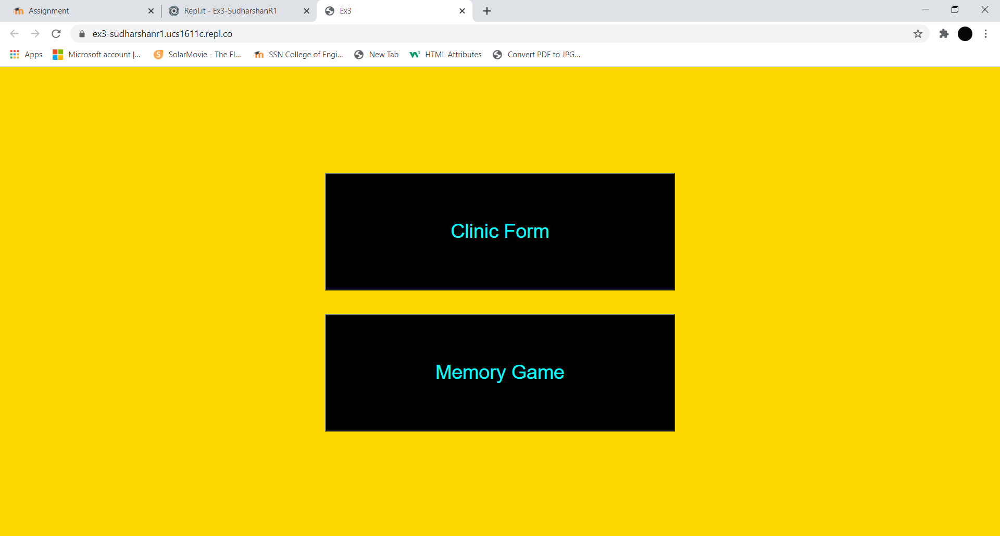 Assignment
Repl.it - Ex3-SudharshanR1
Ex3
ex3-sudharshanr1.ucs1611c.repl.co
Apps
Microsoft account |...
SolarMovie - The Fl...
SSN College of Engi...
New Tab
HTML Attributes
Convert PDF to JPG...
Clinic Form
Memory Game